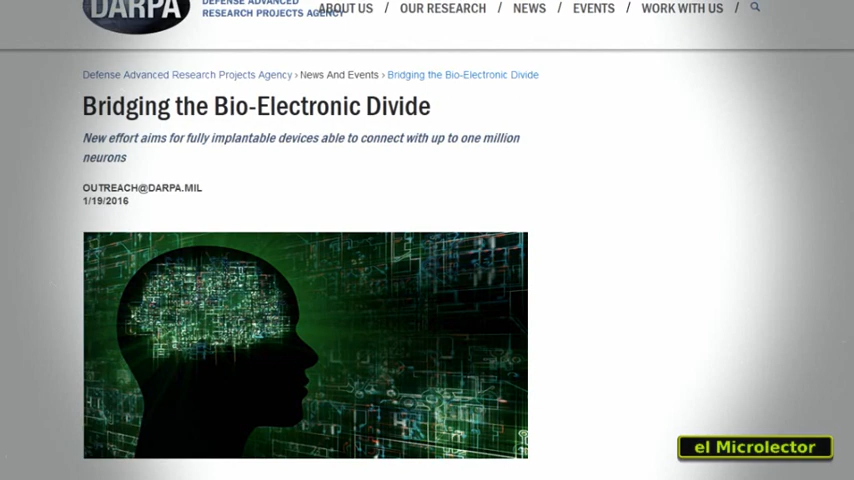 DARPA
DEFENSE ADVANCED
RESEARCH PROJECTS AGENCY
ABOUT US / OUR RESEARCH / NEWS / EVENTS / WORK WITH US /
Defense Advanced Research Projects Agency › News And Events › Bridging the Bio-Electronic Divide
Bridging the Bio-Electronic Divide
New effort aims for fully implantable devices able to connect with up to one million
neurons
OUTREACH@DARPA.MIL
1/19/2016
el Microlector